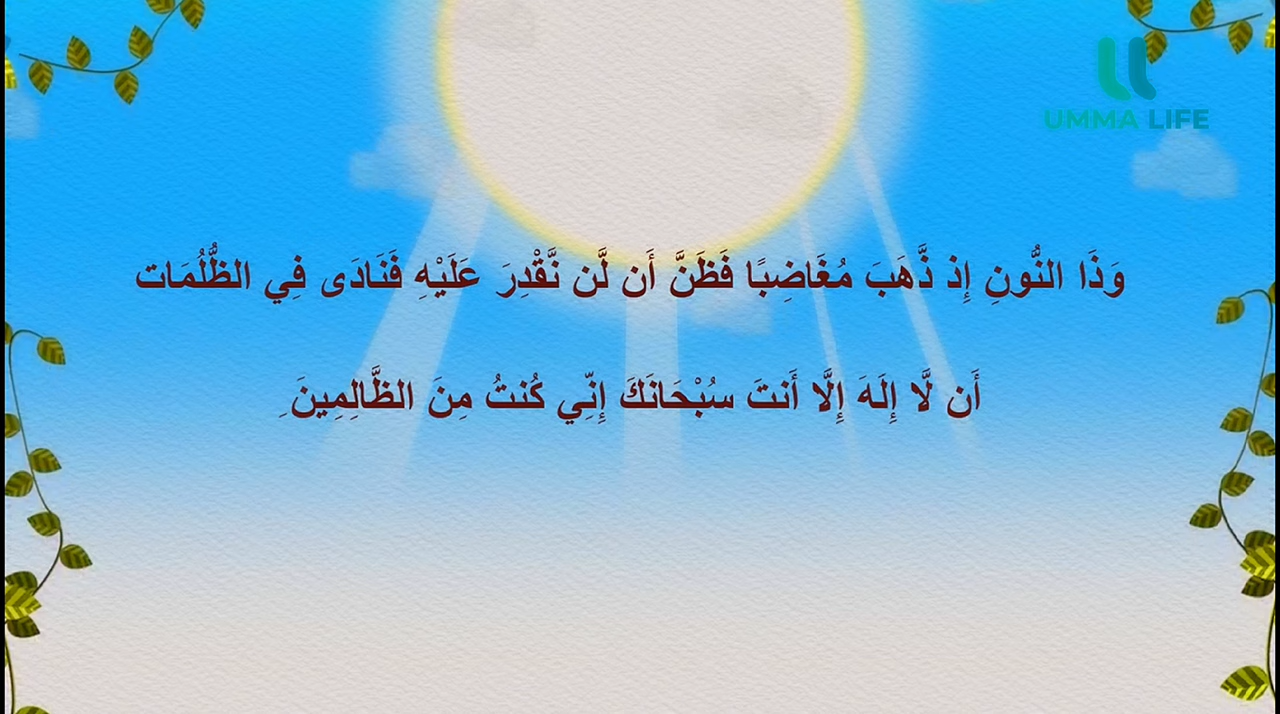 UMMA LIFE
وَذَا النُّونِ إِذ ذَّهَبَ مُغَاضِبًا فَظَنَّ أَن لَّن نَّقْدِرَ عَلَيْهِ فَنَادَى فِي الظُّلُمَات
أَن لَّا إِلَهَ إِلَّا أَنتَ سُبْحَانَكَ إِنِّي كُنتُ مِنَ الظَّالِمِينَ ِ